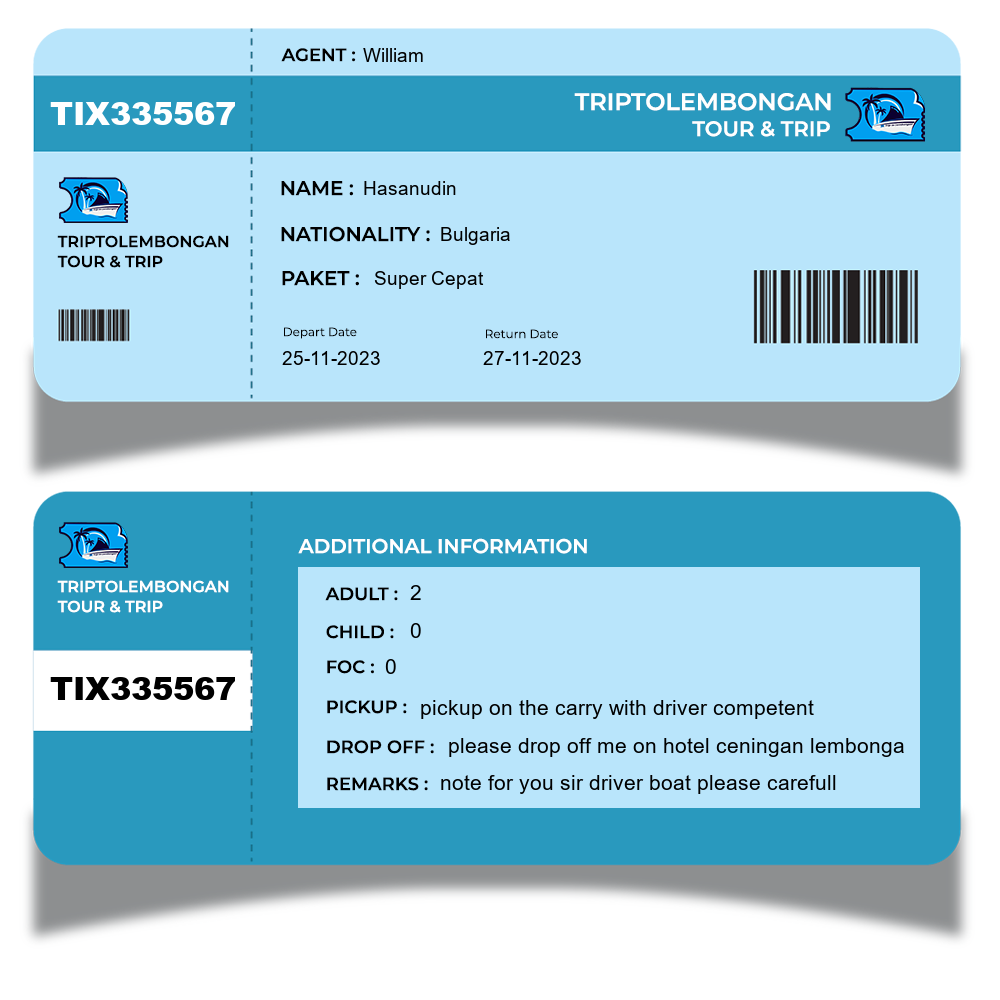 AGENT : William
TIX335567
TRIPTOLEMBONGAN
TOUR & TRIP
TRIPTOLEMBONGAN
TOUR & TRIP
NAME : Hasanudin
NATIONALITY : Bulgaria
PAKET : Super Cepat
Depart Date
25-11-2023
Return Date
27-11-2023
TRIPTOLEMBONGAN
TOUR & TRIP
TIX335567
ADDITIONAL INFORMATION
ADULT : 2
CHILD : 0
FOC : 0
PICKUP : pickup on the carry with driver competent
DROP OFF : please drop off me on hotel ceningan lembonga
REMARKS : note for you sir driver boat please carefull